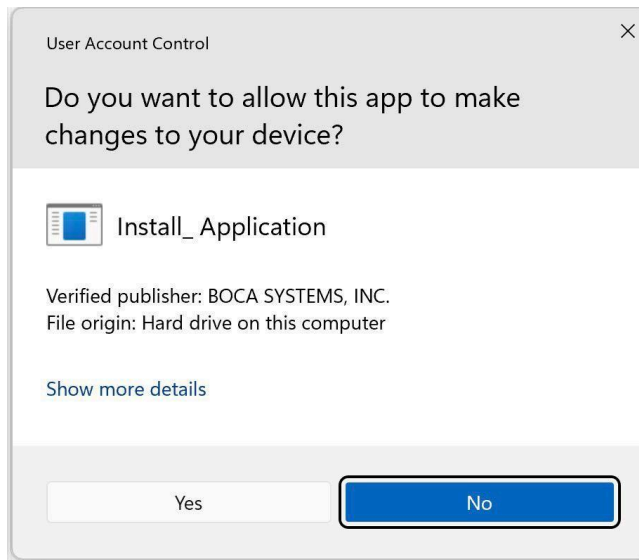 User Account Control
Do you want to allow this app to make
changes to your device?
Install_ Application
Verified publisher: BOCA SYSTEMS, INC.
File origin: Hard drive on this computer
Show more details
Yes
No